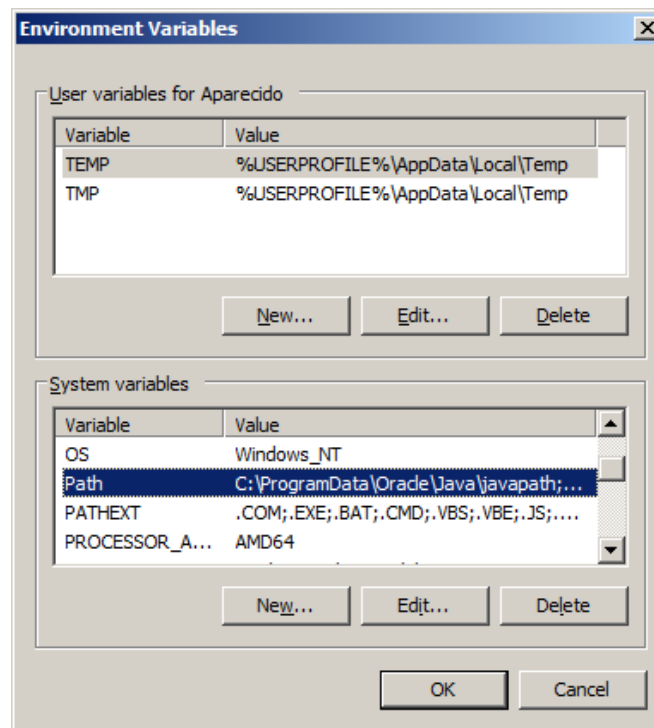 Environment Variables
User variables for Aparecido
Variable Value
TEMP %USERPROFILE%\AppData\Local\Temp
TMP %USERPROFILE%\AppData\Local\Temp
New... Edit... Delete
System variables
Variable Value
OS Windows_NT
Path C:\ProgramData\Oracle\Java\javapath;...
PATHEXT .COM;.EXE;.BAT;.CMD;.VBS;.VBE;.JS;....
PROCESSOR_A... AMD64
New... Edit... Delete
OK Cancel